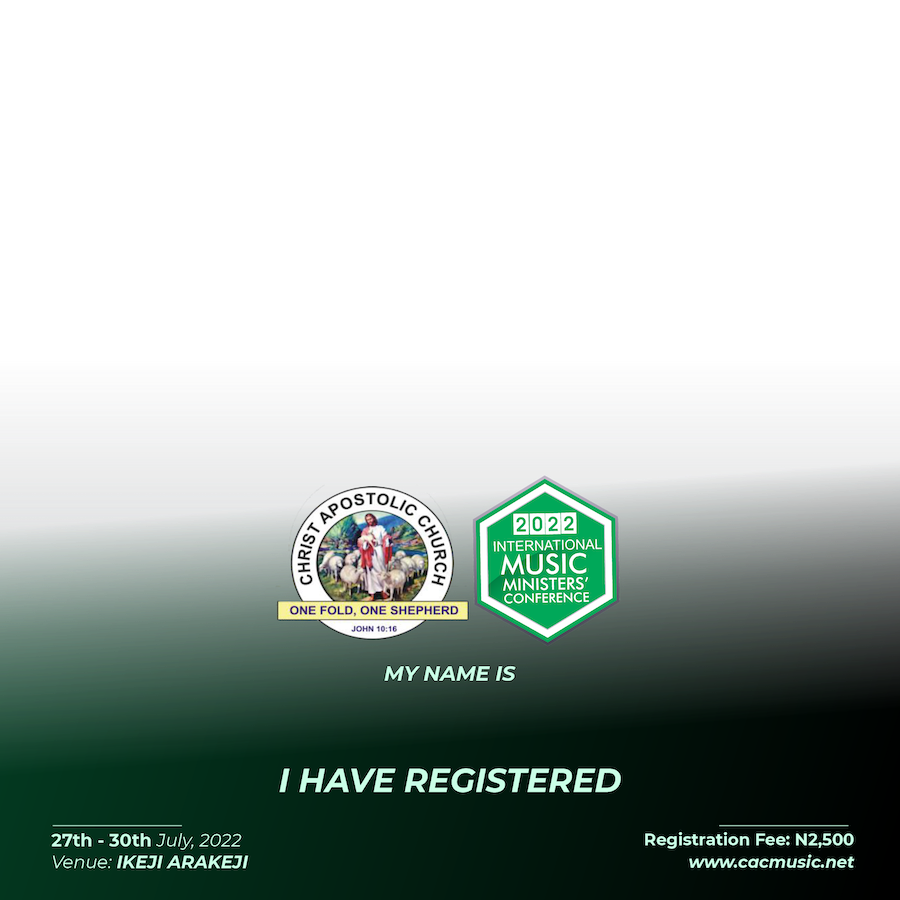 CHRIST APOSTOLIC CHURCH
ONE FOLD, ONE SHEPHERD
JOHN 10:16
2022
INTERNATIONAL
MUSIC
MINISTERS'
CONFERENCE
MY NAME IS
I HAVE REGISTERED
27th - 30th July, 2022
Venue: IKEJI ARAKEJI
Registration Fee: N2,500
www.cacmusic.net